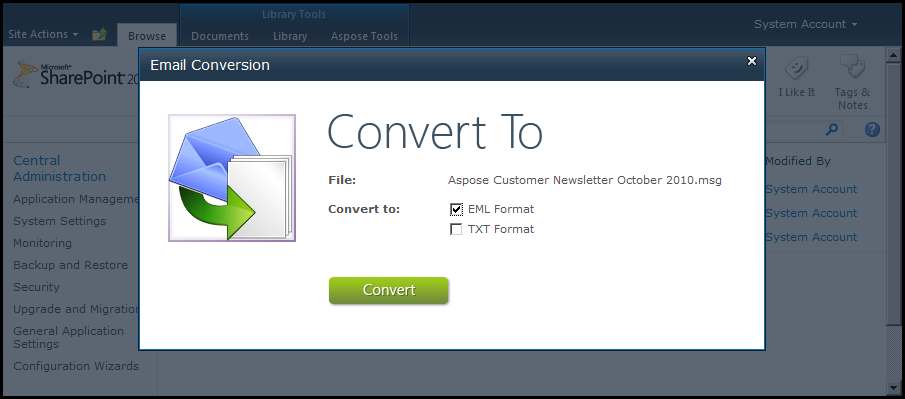 Library Tools
System Account
Site Actions
Browse
Documents
Library
Aspose Tools
Email Conversion
Microsoft
SharePoint 20
I Like It
Tags &
Notes
Convert To
File:
Aspose Customer Newsletter October 2010.msg
Convert to:
EML Format
TXT Format
Convert
Central
Administration
Application Manageme
System Settings
Monitoring
Backup and Restore
Security
Upgrade and Migration
General Application
Settings
Configuration Wizards
Modified By
System Account
System Account
System Account